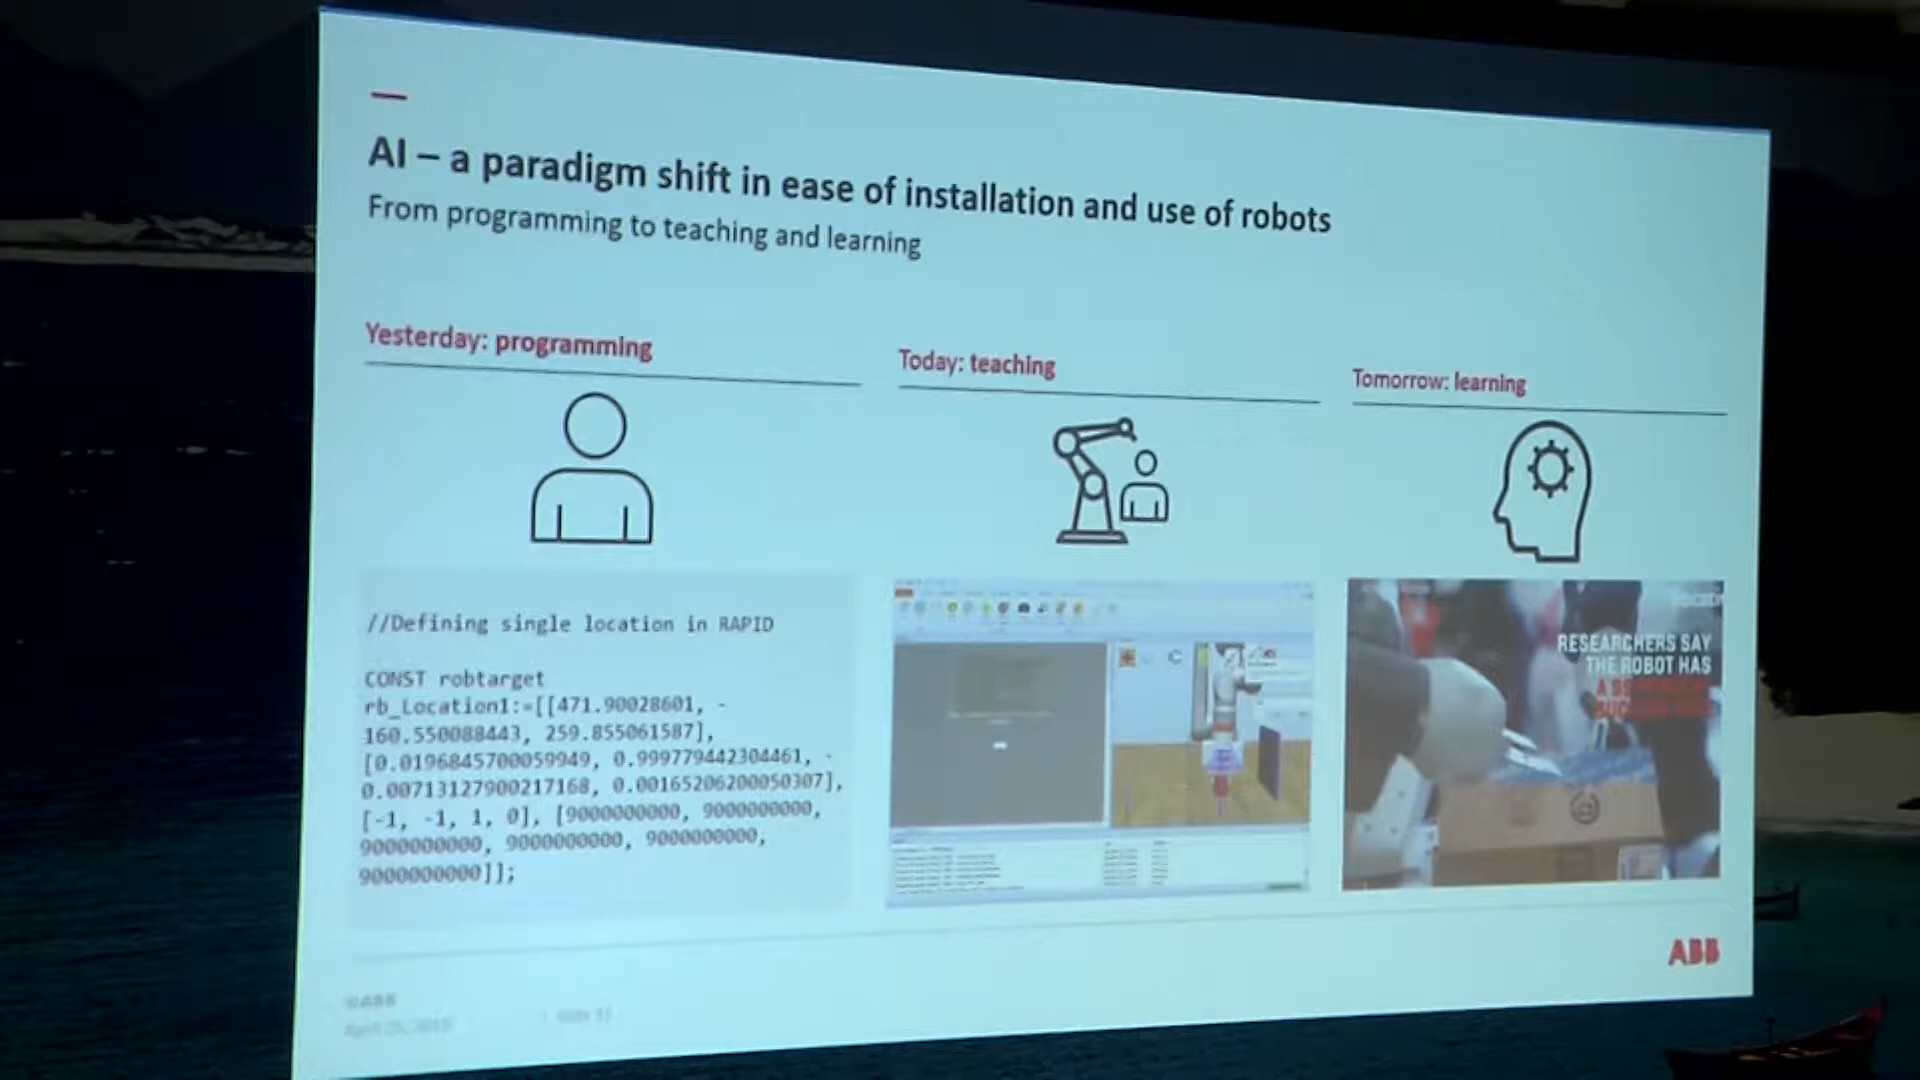 AI – a paradigm shift in ease of installation and use of robots
From programming to teaching and learning
Yesterday: programming
Today: teaching
Tomorrow: learning
//Defining single location in RAPID
CONST robtarget
rb_Location1:=[[471.90028601, -
160.550088443, 259.855061587],
[0.0196845700059949, 0.999779442304461, -
0.00713127900217168, 0.00165206200050307],
[-1, -1, 1, 0], [9000000000, 9000000000,
9000000000, 9000000000, 9000000000,
9000000000]];
RESEARCHERS SAY
THE ROBOT HAS
ABB
©ABB